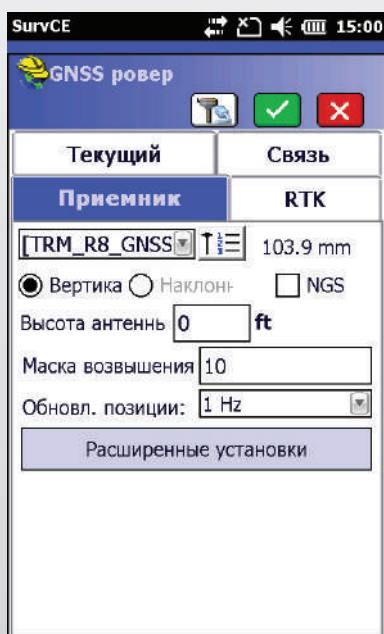 SurvCE 15:00
GNSS ровер
Текущий Связь
Приемник RTK
[TRM_R8_GNSS 103.9 mm
Вертика Наклонн NGS
Высота антеннь 0 ft
Маска возвышения 10
Обновл. позиции: 1 Hz
Расширенные установки